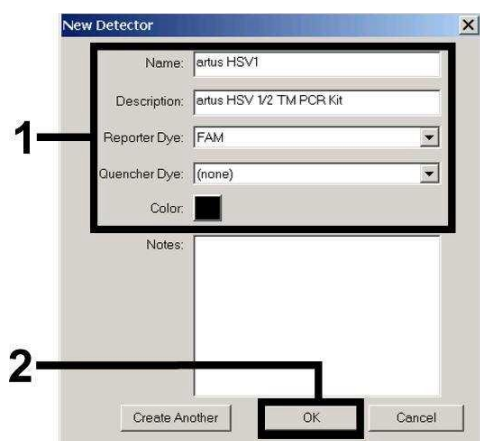 New Detector
Name: artus HSV1
Description: artus HSV 1/2 TM PCR Kit
1
Reporter Dye: FAM
Quencher Dye: (none)
Color:
Notes:
2
Create Another OK Cancel